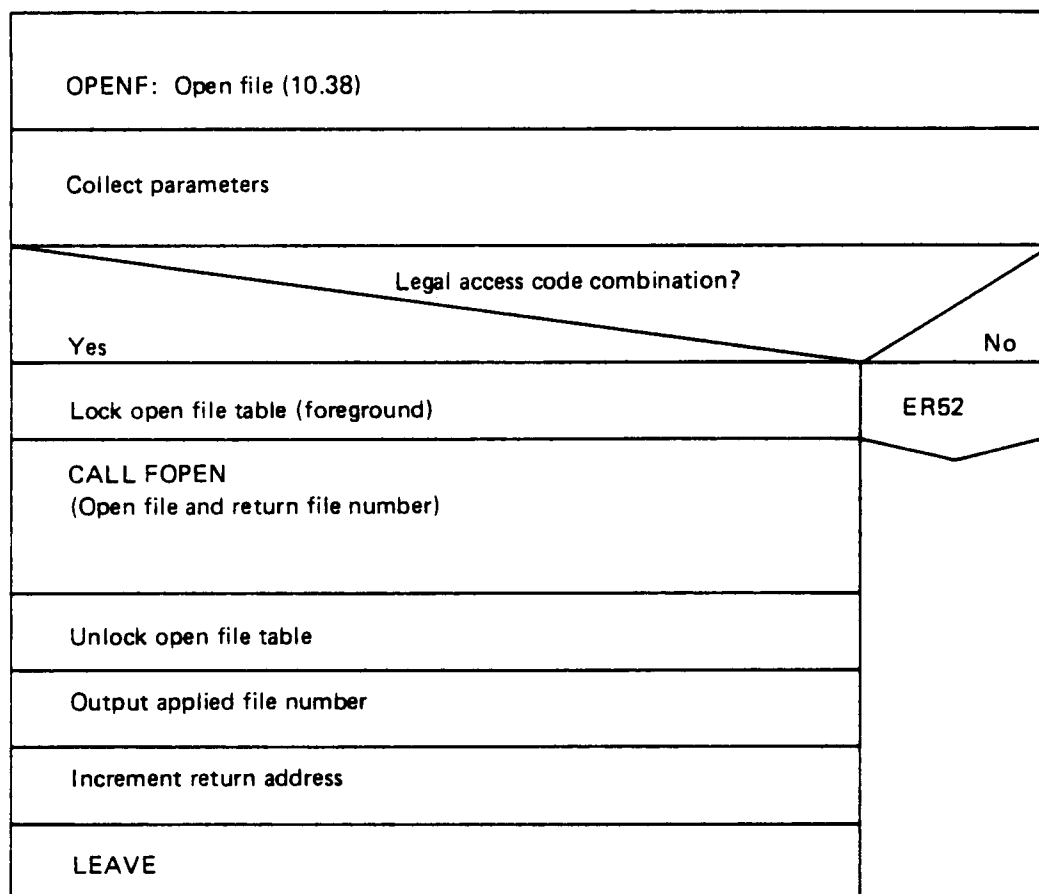 OPENF: Open file (10.38)
Collect parameters
Legal access code combination?
Yes
No
Lock open file table (foreground)
ER52
CALL FOPEN
(Open file and return file number)
Unlock open file table
Output applied file number
Increment return address
LEAVE